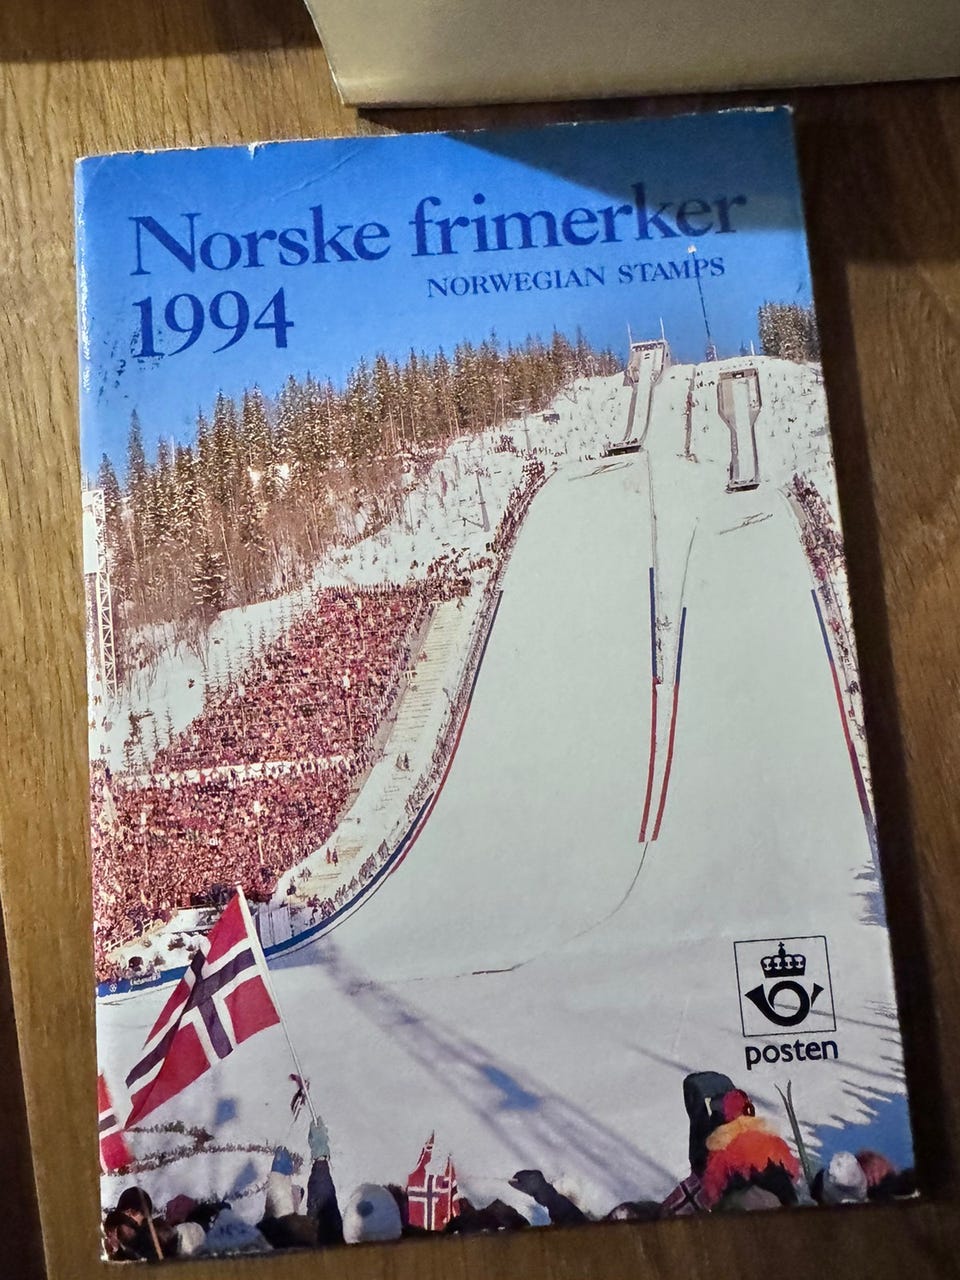 Norske frimerker
1994
NORWEGIAN STAMPS
posten